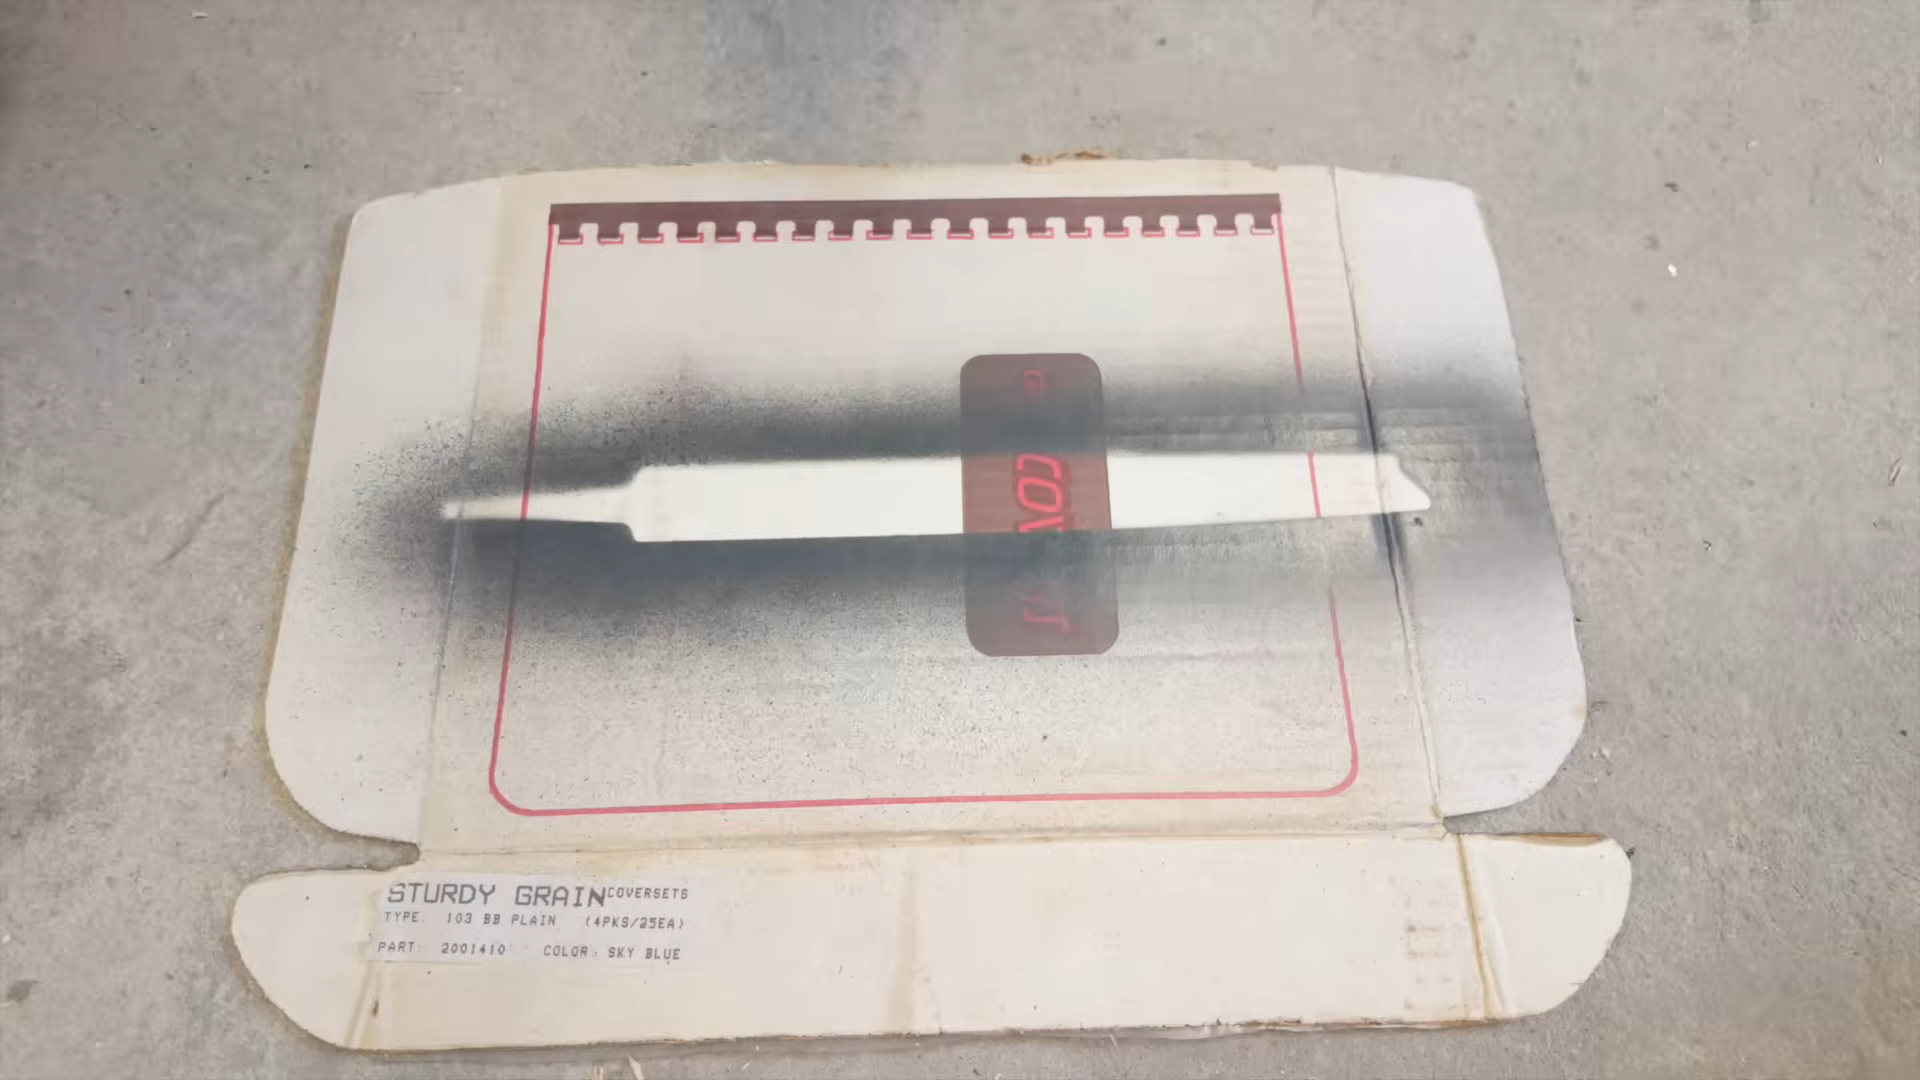 STURDY GRAIN COVERSETS
TYPE: 103 BB PLAIN (4PKS/25EA)
PART: 2001410 COLOR: SKY BLUE